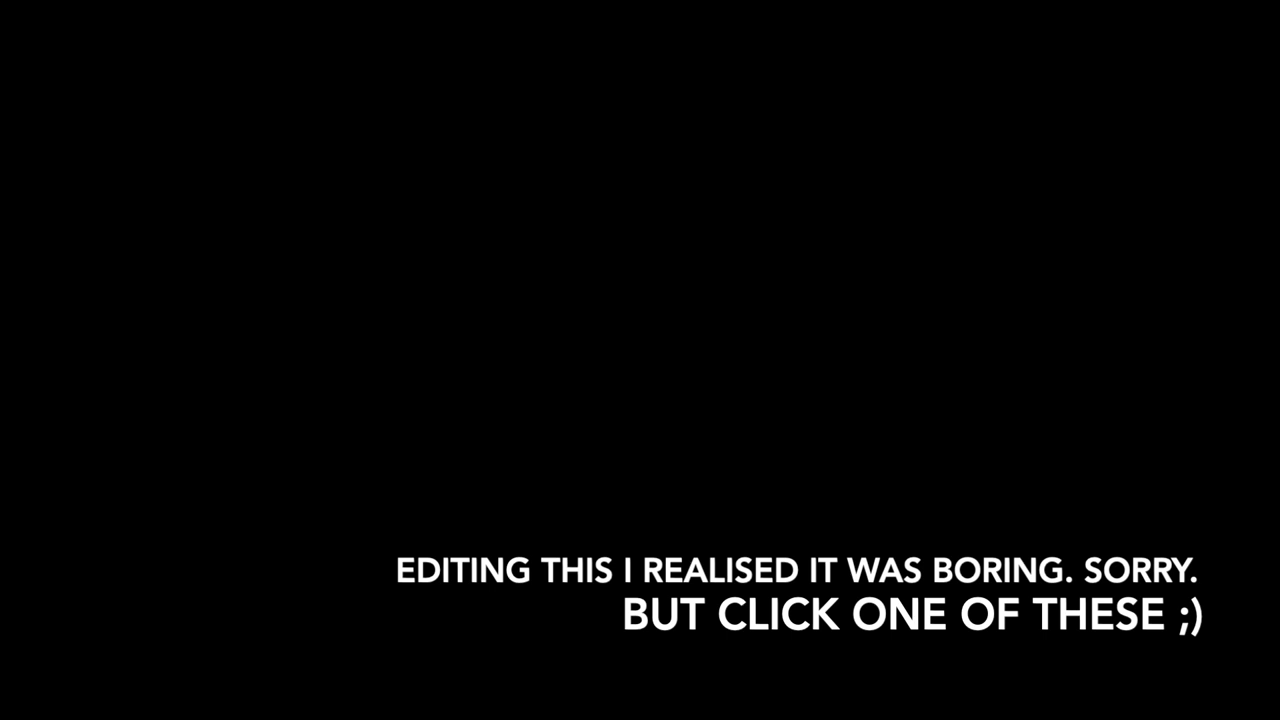 EDITING THIS I REALISED IT WAS BORING. SORRY.
BUT CLICK ONE OF THESE ;)